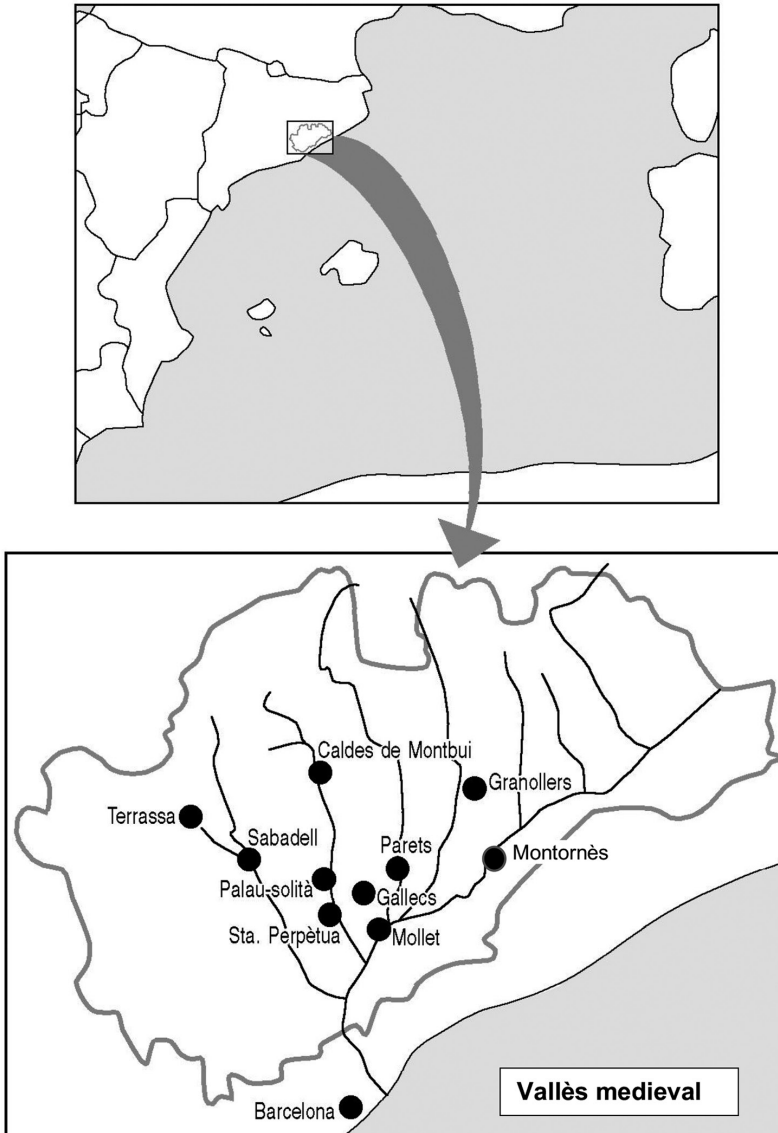 Caldes de Montbui
Granollers
Terrassa
Sabadell
Parets
Montornès
Palau-solità
Gallecs
Sta. Perpètua
Mollet
Vallès medieval
Barcelona